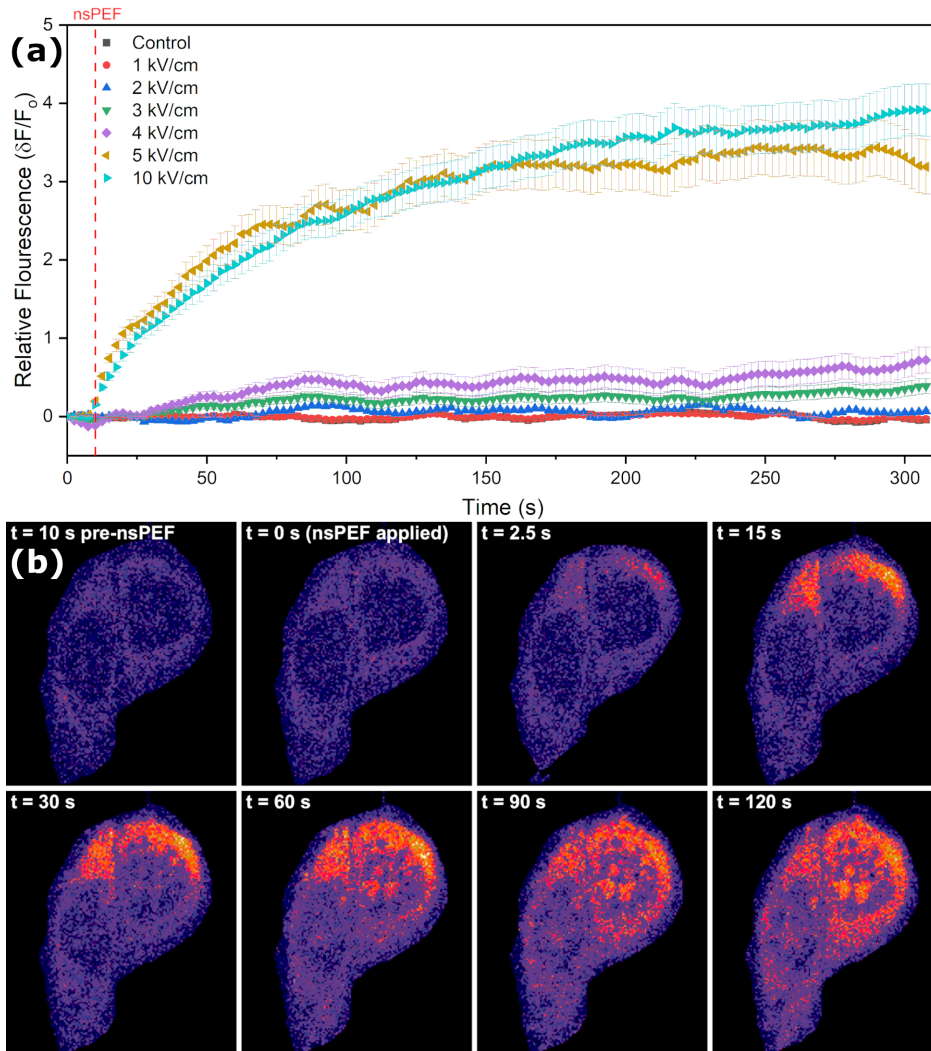 nsPEF
(a)
5
4
3
2
1
0
Relative Flourescence (δF/F₀)
Control
1 kV/cm
2 kV/cm
3 kV/cm
4 kV/cm
5 kV/cm
10 kV/cm
0 50 100 150 200 250 300
Time (s)
(b)
t = 10 s pre-nsPEF
t = 0 s (nsPEF applied)
t = 2.5 s
t = 15 s
t = 30 s
t = 60 s
t = 90 s
t = 120 s